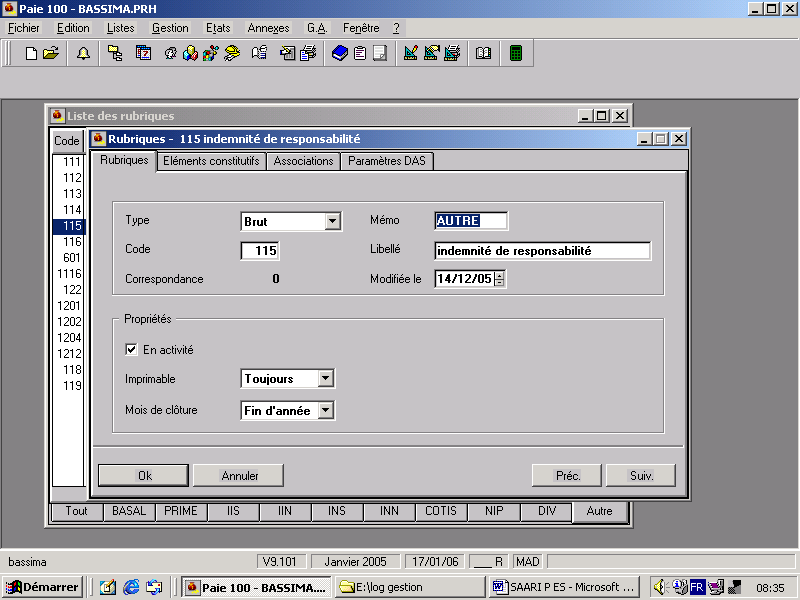 Paie 100 - BASSIMA.PRH
Fichier Edition Listes Gestion Etats Annexes G.A. Fenêtre ?
Liste des rubriques
Code
Rubriques - 115 indemnité de responsabilité
Rubriques Eléments constitutifs Associations Paramètres DAS
111
112
113
114
115
116
601
1116
122
1201
1202
1204
1212
118
119
Type Brut Mémo AUTRE
Code 115 Libellé indemnité de responsabilité
Correspondance 0 Modifiée le 14/12/05
Propriétés
En activité
Imprimable Toujours
Mois de clôture Fin d'année
Ok Annuler Préc. Suiv.
Tout BASAL PRIME IIS IIN INS INN COTIS NIP DIV Autre
bassima V9.101 Janvier 2005 17/01/06 ___ R MAD
Démarrer Paie 100 - BASSIMA.... E:\log gestion SAARI P ES - Microsoft ... FR 08:35